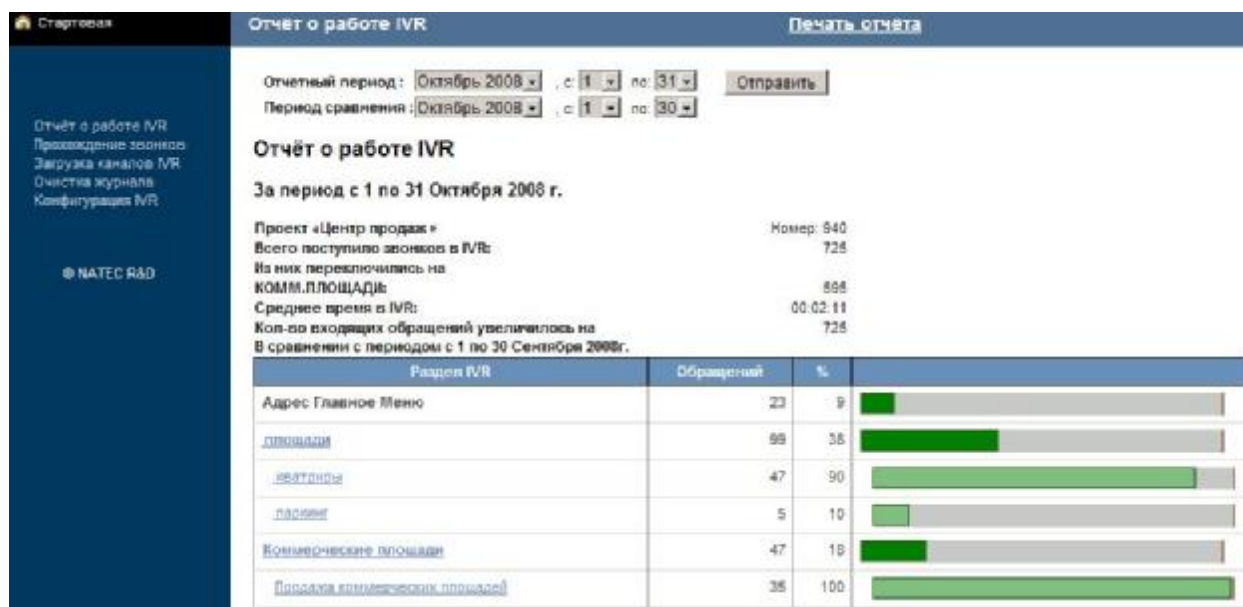 Стартовая
Отчёт о работе IVR
Печать отчёта
Отчетный период : Октябрь 2008 , с: 1 по: 31 Отправить
Период сравнения : Октябрь 2008 , с: 1 по: 30
Отчёт о работе IVR
Прохождение звонков
Загрузка каналов IVR
Очистка журнала
Конфигурация IVR
© NATEC R&D
Отчёт о работе IVR
За период с 1 по 31 Октября 2008 г.
Проект «Центр продаж» Номер: 940
Всего поступило звонков в IVR: 725
Из них переключились на
КОММ.ПЛОЩАДИ: 595
Среднее время в IVR: 00:02:11
Кол-во входящих обращений увеличилось на 725
В сравнении с периодом с 1 по 30 Сентября 2008г.
Раздел IVR Обращений %
Адрес Главное Меню 23 9
площади 99 38
47 90
паркинг 5 10
Коммерческие площади 47 18
Продажа коммерческих площадей 35 100